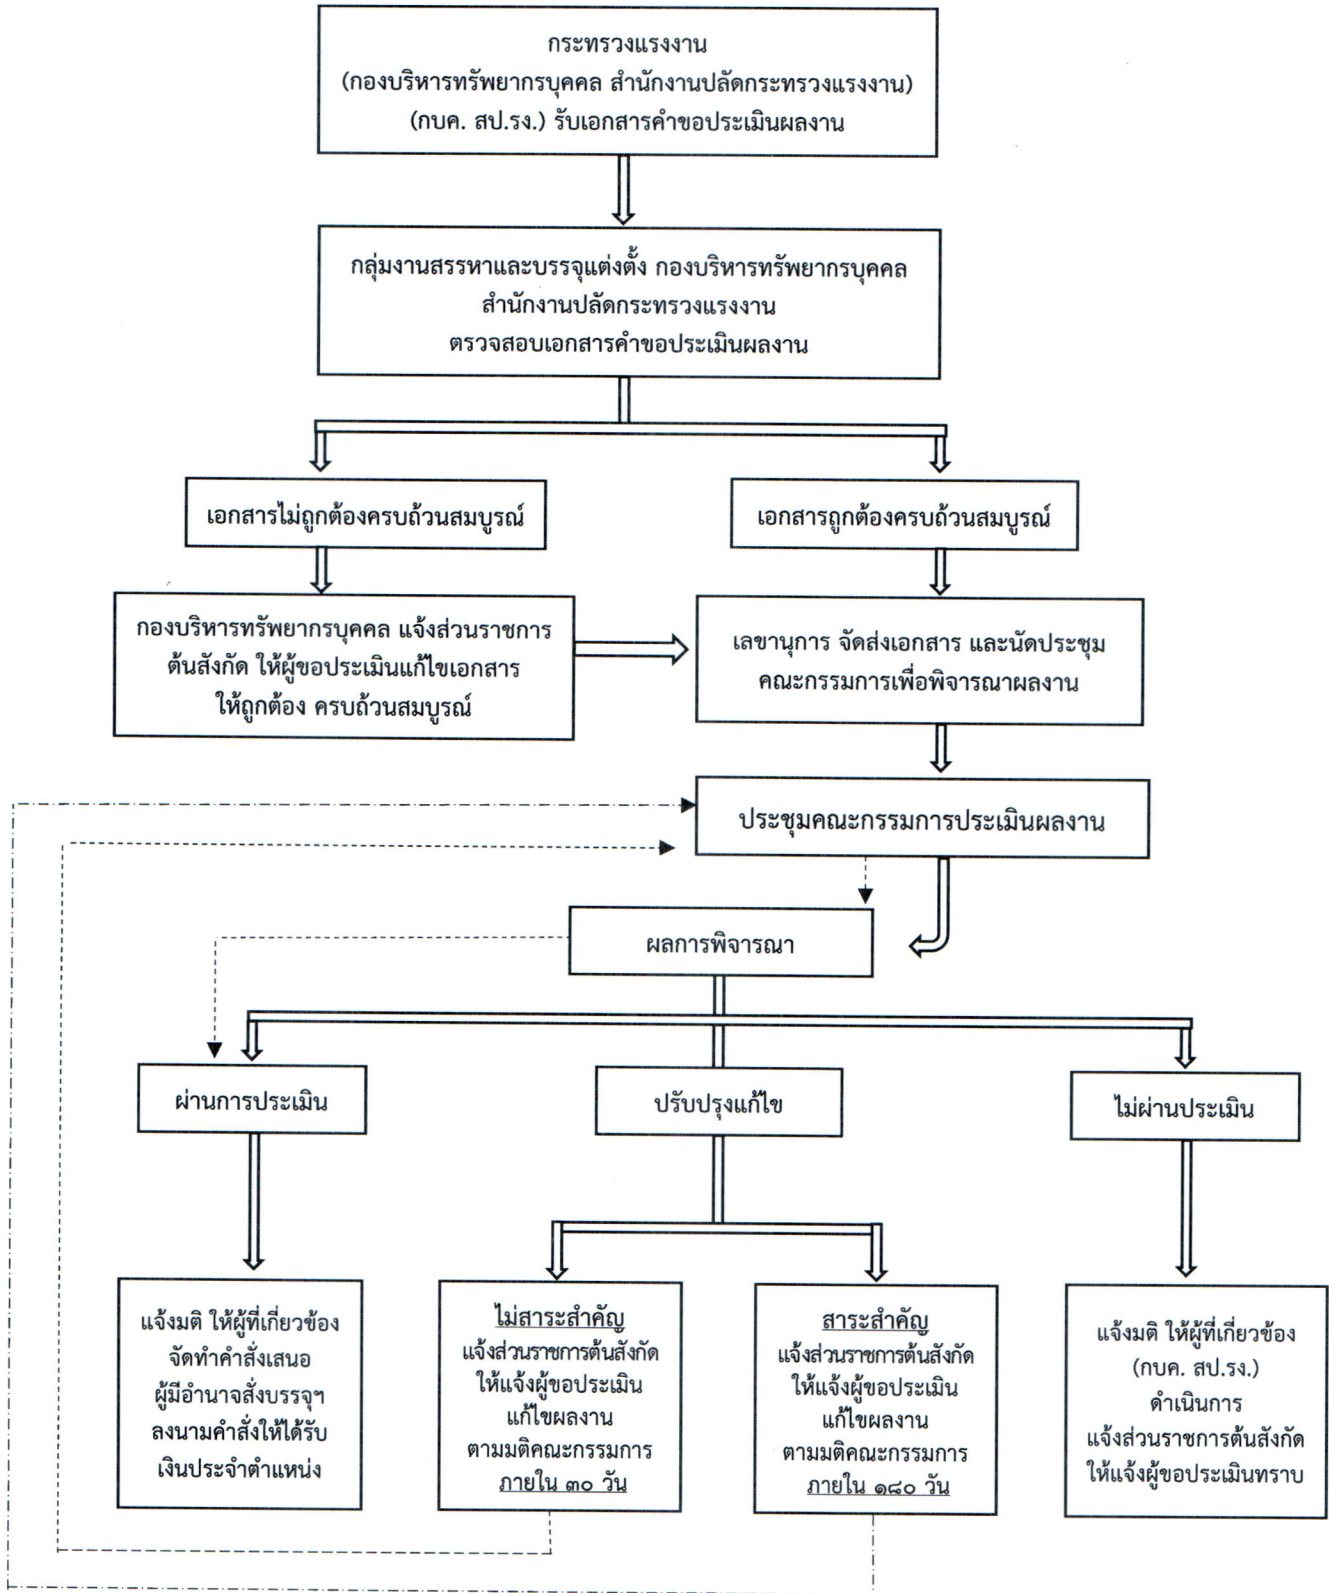 กระทรวงแรงงาน
(กองบริหารทรัพยากรบุคคล สำนักงานปลัดกระทรวงแรงงาน)
(กบค. สป.รง.) รับเอกสารคำขอประเมินผลงาน
กลุ่มงานสรรหาและบรรจุแต่งตั้ง กองบริหารทรัพยากรบุคคล
สำนักงานปลัดกระทรวงแรงงาน
ตรวจสอบเอกสารคำขอประเมินผลงาน
เอกสารไม่ถูกต้องครบถ้วนสมบูรณ์
เอกสารถูกต้องครบถ้วนสมบูรณ์
กองบริหารทรัพยากรบุคคล แจ้งส่วนราชการ
ต้นสังกัด ให้ผู้ขอประเมินแก้ไขเอกสาร
ให้ถูกต้อง ครบถ้วนสมบูรณ์
เลขานุการ จัดส่งเอกสาร และนัดประชุม
คณะกรรมการเพื่อพิจารณาผลงาน
ประชุมคณะกรรมการประเมินผลงาน
ผลการพิจารณา
ผ่านการประเมิน
ปรับปรุงแก้ไข
ไม่ผ่านประเมิน
แจ้งมติ ให้ผู้ที่เกี่ยวข้อง
จัดทำคำสั่งเสนอ
ผู้มีอำนาจสั่งบรรจุฯ
ลงนามคำสั่งให้ได้รับ
เงินประจำตำแหน่ง
ไม่สาระสำคัญ
แจ้งส่วนราชการต้นสังกัด
ให้แจ้งผู้ขอประเมิน
แก้ไขผลงาน
ตามมติคณะกรรมการ
ภายใน ๓๐ วัน
สาระสำคัญ
แจ้งส่วนราชการต้นสังกัด
ให้แจ้งผู้ขอประเมิน
แก้ไขผลงาน
ตามมติคณะกรรมการ
ภายใน ๑๘๐ วัน
แจ้งมติ ให้ผู้ที่เกี่ยวข้อง
(กบค. สป.รง.)
ดำเนินการ
แจ้งส่วนราชการต้นสังกัด
ให้แจ้งผู้ขอประเมินทราบ